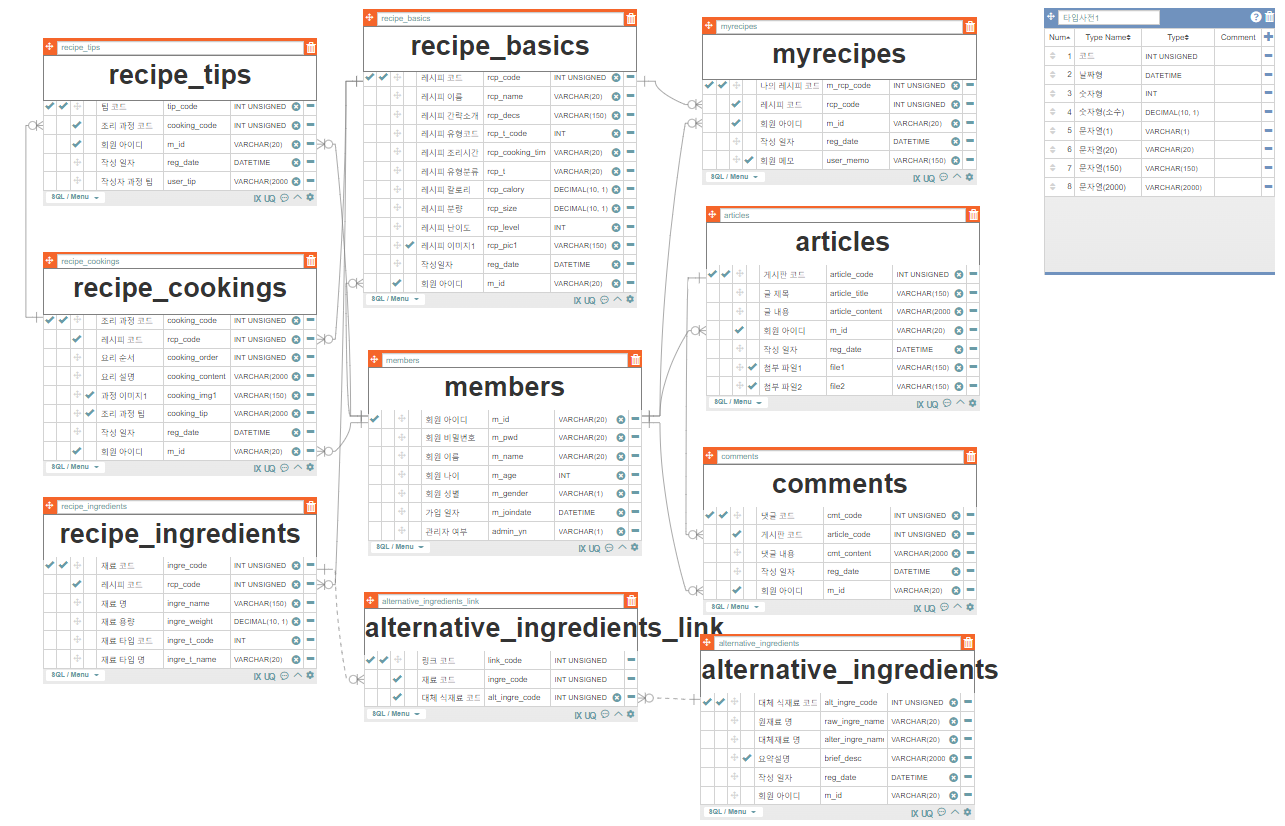 recipe_tips
recipe_tips
팁 코드 tip_code INT UNSIGNED
조리 과정 코드 cooking_code INT UNSIGNED
회원 아이디 m_id VARCHAR(20)
작성 일자 reg_date DATETIME
작성자 과정 팁 user_tip VARCHAR(2000
SQL / Menu IX UQ
recipe_cookings
recipe_cookings
조리 과정 코드 cooking_code INT UNSIGNED
레시피 코드 rcp_code INT UNSIGNED
요리 순서 cooking_order INT UNSIGNED
요리 설명 cooking_content VARCHAR(2000
과정 이미지1 cooking_img1 VARCHAR(150)
조리 과정 팁 cooking_tip VARCHAR(2000
작성 일자 reg_date DATETIME
회원 아이디 m_id VARCHAR(20)
SQL / Menu IX UQ
recipe_ingredients
recipe_ingredients
재료 코드 ingre_code INT UNSIGNED
레시피 코드 rcp_code INT UNSIGNED
재료 명 ingre_name VARCHAR(150)
재료 용량 ingre_weight DECIMAL(10, 1)
재료 타입 코드 ingre_t_code INT
재료 타입 명 ingre_t_name VARCHAR(20)
SQL / Menu IX UQ
recipe_basics
recipe_basics
레시피 코드 rcp_code INT UNSIGNED
레시피 이름 rcp_name VARCHAR(20)
레시피 간략소개 rcp_decs VARCHAR(150)
레시피 유형코드 rcp_t_code INT
레시피 조리시간 rcp_cooking_tim VARCHAR(20)
레시피 유형분류 rcp_t VARCHAR(20)
레시피 칼로리 rcp_calory DECIMAL(10, 1)
레시피 분량 rcp_size DECIMAL(10, 1)
레시피 난이도 rcp_level INT
레시피 이미지1 rcp_pic1 VARCHAR(150)
작성일자 reg_date DATETIME
회원 아이디 m_id VARCHAR(20)
SQL / Menu IX UQ
members
members
회원 아이디 m_id VARCHAR(20)
회원 비밀번호 m_pwd VARCHAR(20)
회원 이름 m_name VARCHAR(20)
회원 나이 m_age INT
회원 성별 m_gender VARCHAR(1)
가입 일자 m_joindate DATETIME
관리자 여부 admin_yn VARCHAR(1)
SQL / Menu IX UQ
alternative_ingredients_link
alternative_ingredients_link
링크 코드 link_code INT UNSIGNED
재료 코드 ingre_code INT UNSIGNED
대체 식재료 코드 alt_ingre_code INT UNSIGNED
SQL / Menu IX UQ
myrecipes
myrecipes
나의 레시피 코드 m_rcp_code INT UNSIGNED
레시피 코드 rcp_code INT UNSIGNED
회원 아이디 m_id VARCHAR(20)
작성 일자 reg_date DATETIME
회원 메모 user_memo VARCHAR(150)
SQL / Menu IX UQ
articles
articles
게시판 코드 article_code INT UNSIGNED
글 제목 article_title VARCHAR(150)
글 내용 article_content VARCHAR(2000
회원 아이디 m_id VARCHAR(20)
작성 일자 reg_date DATETIME
첨부 파일1 file1 VARCHAR(150)
첨부 파일2 file2 VARCHAR(150)
SQL / Menu IX UQ
comments
comments
댓글 코드 cmt_code INT UNSIGNED
게시판 코드 article_code INT UNSIGNED
댓글 내용 cmt_content VARCHAR(2000
작성 일자 reg_date DATETIME
회원 아이디 m_id VARCHAR(20)
SQL / Menu IX UQ
alternative_ingredients
alternative_ingredients
대체 식재료 코드 alt_ingre_code INT UNSIGNED
원재료 명 raw_ingre_name VARCHAR(20)
대체재료 명 alter_ingre_name VARCHAR(20)
요약설명 brief_desc VARCHAR(2000
작성 일자 reg_date DATETIME
회원 아이디 m_id VARCHAR(20)
SQL / Menu IX UQ
타입사전1 ?
Num Type Name Type Comment
1 코드 INT UNSIGNED
2 날짜형 DATETIME
3 숫자형 INT
4 숫자형(소수) DECIMAL(10, 1)
5 문자열(1) VARCHAR(1)
6 문자열(20) VARCHAR(20)
7 문자열(150) VARCHAR(150)
8 문자열(2000) VARCHAR(2000)